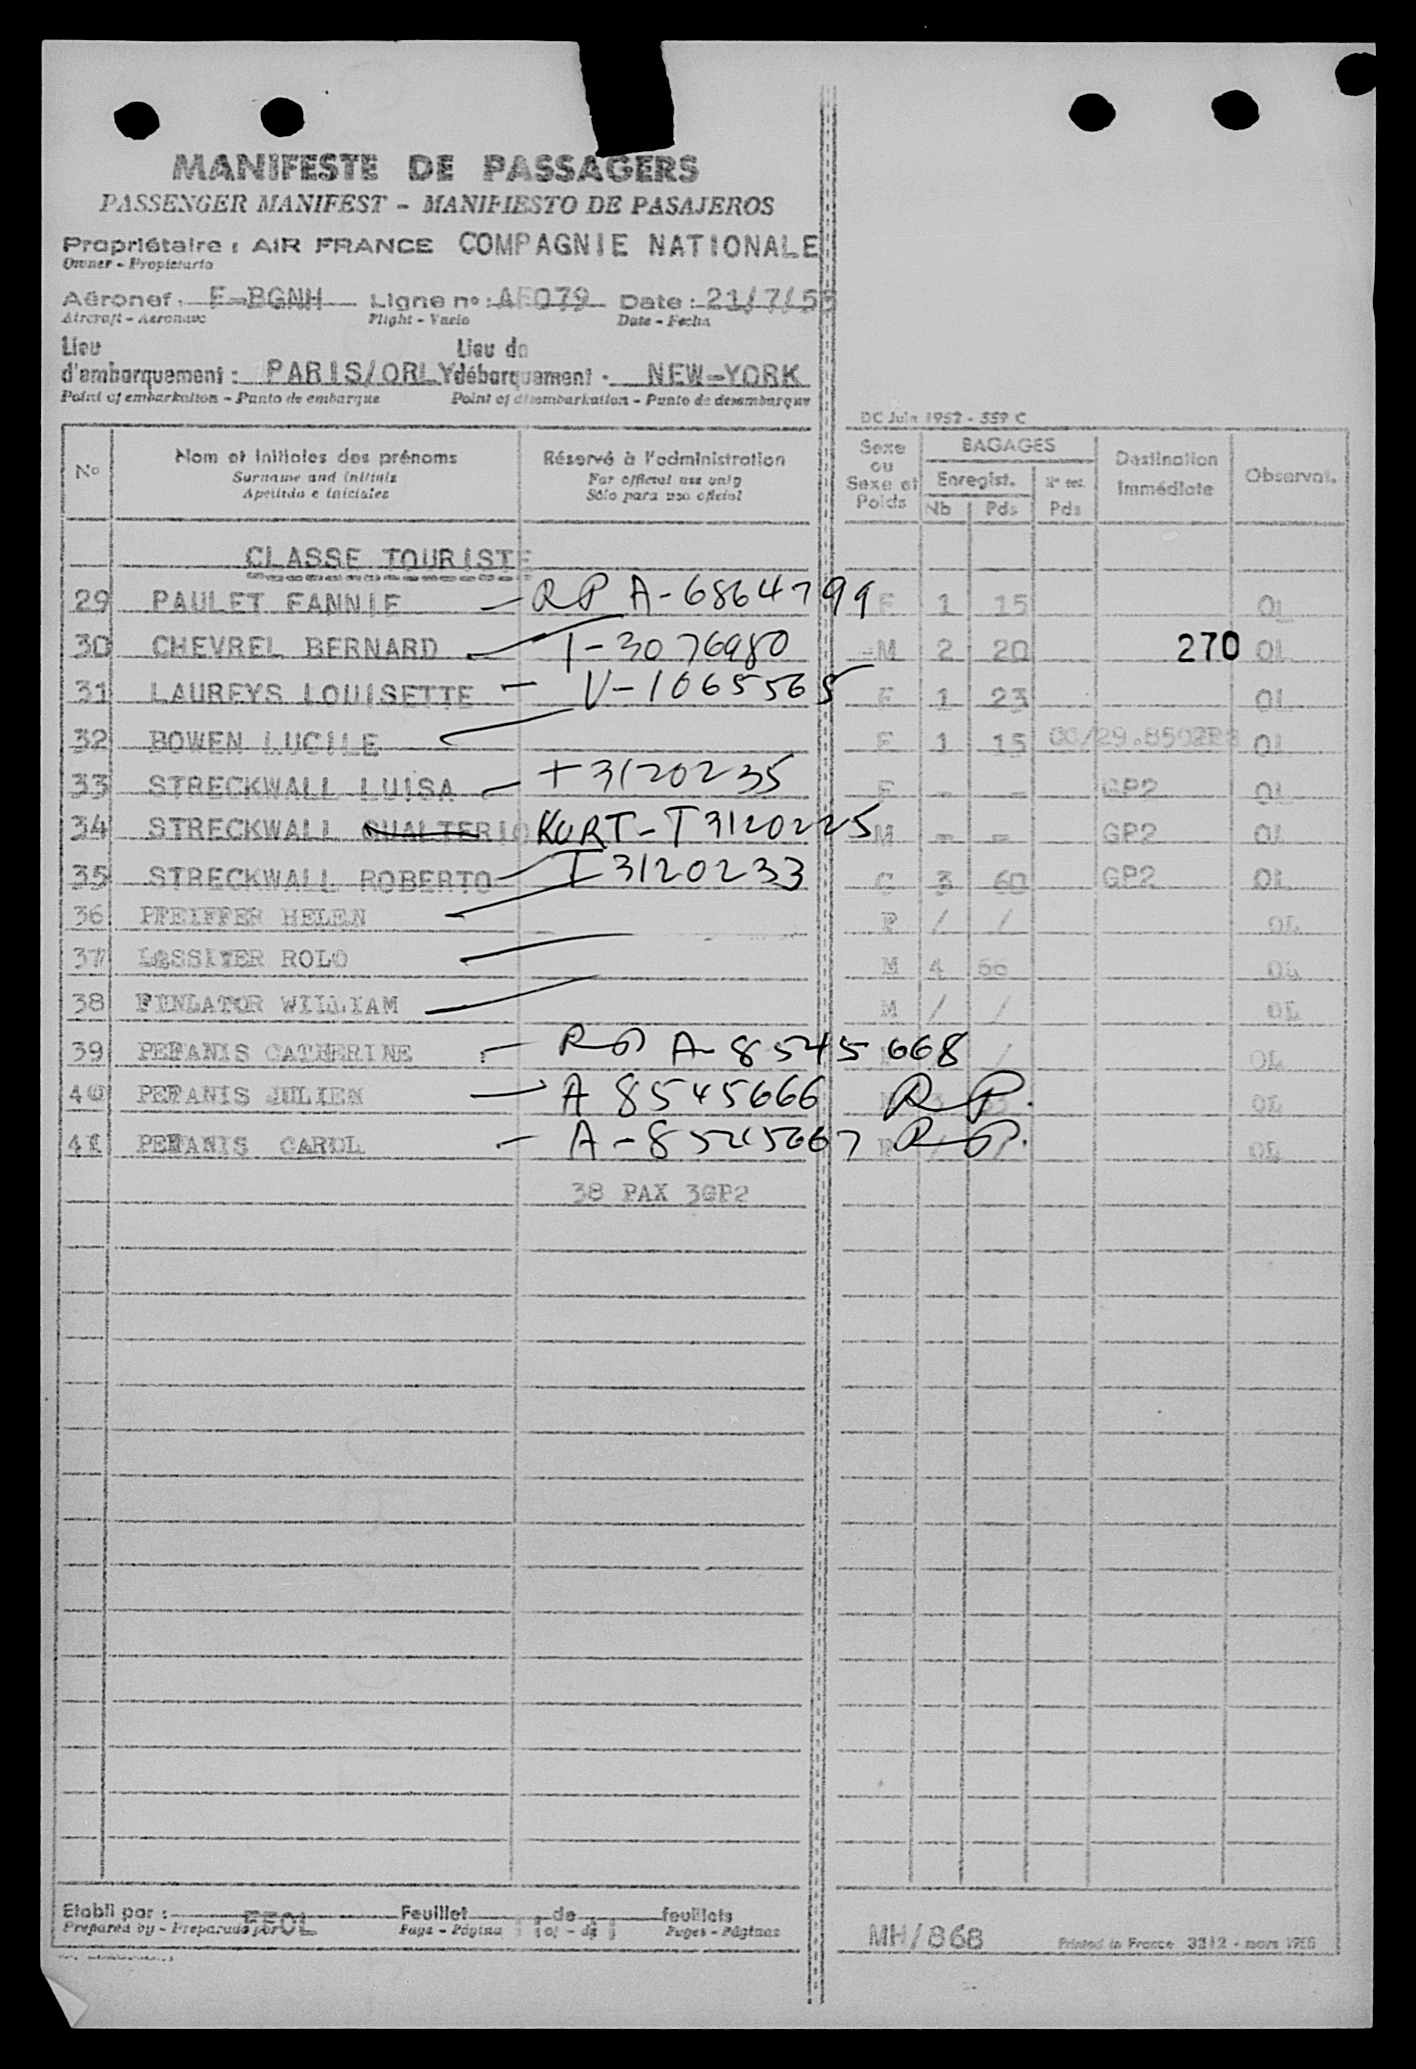 MANIFESTE DE PASSAGERS
PASSENGER MANIFEST - MANIFIESTO DE PASAJEROS
Propriétaire : AIR FRANCE COMPAGNIE NATIONALE
Owner - Propietario
Aéronef : F-BGNH Ligne n° : AF079 Date : 21/7/55
Aircraft - Aeronave Flight - Vuelo Date - Fecha
Lieu d'embarquement : PARIS/ORLY Lieu de débarquement : NEW-YORK
Point of embarkation - Punto de embarque Point of disembarkation - Punto de desembarque
DC Juin 1952 - 559 C
N° Nom et initiales des prénoms Réservé à l'administration Sexe ou Sexe et Poids BAGAGES Destination immédiate Observat.
Surname and initials For official use only Enregist.
Apellido e iniciales Sólo para uso oficial Nb Pds Pds
CLASSE TOURISTE
29 PAULET FANNIE - RP A-6864799 F 1 15 OL
30 CHEVREL BERNARD T-3076980 M 2 20 270 OL
31 LAUREYS LOUISETTE - V-1065565 F 1 23 OL
32 BOWEN LUCILE F 1 15 OL
33 STRECKWALL LUISA - T 3120235 F - - GP2 OL
34 STRECKWALL GUALTERIO KURT - T 3120225 M - - GP2 OL
35 STRECKWALL ROBERTO - T 3120233 C 3 60 GP2 OL
36 PFEIFFER HELEN F / / OL
37 LASSITER ROLO M 4 66 OL
38 FINLATOR WILLIAM M / / OL
39 PEFANIS CATHERINE - RP A-8545668 / OL
40 PEFANIS JULIEN - A 8545666 RP. OL
41 PEFANIS CAROL - A-8545667 RP. F / / OL
38 PAX 3GP2
Etabli par : EECL Feuillet de feuillets
Prepared by - Preparado por Page - Página of - de Pages - Páginas
MH/868 Printed in France 3212 - mars 1955